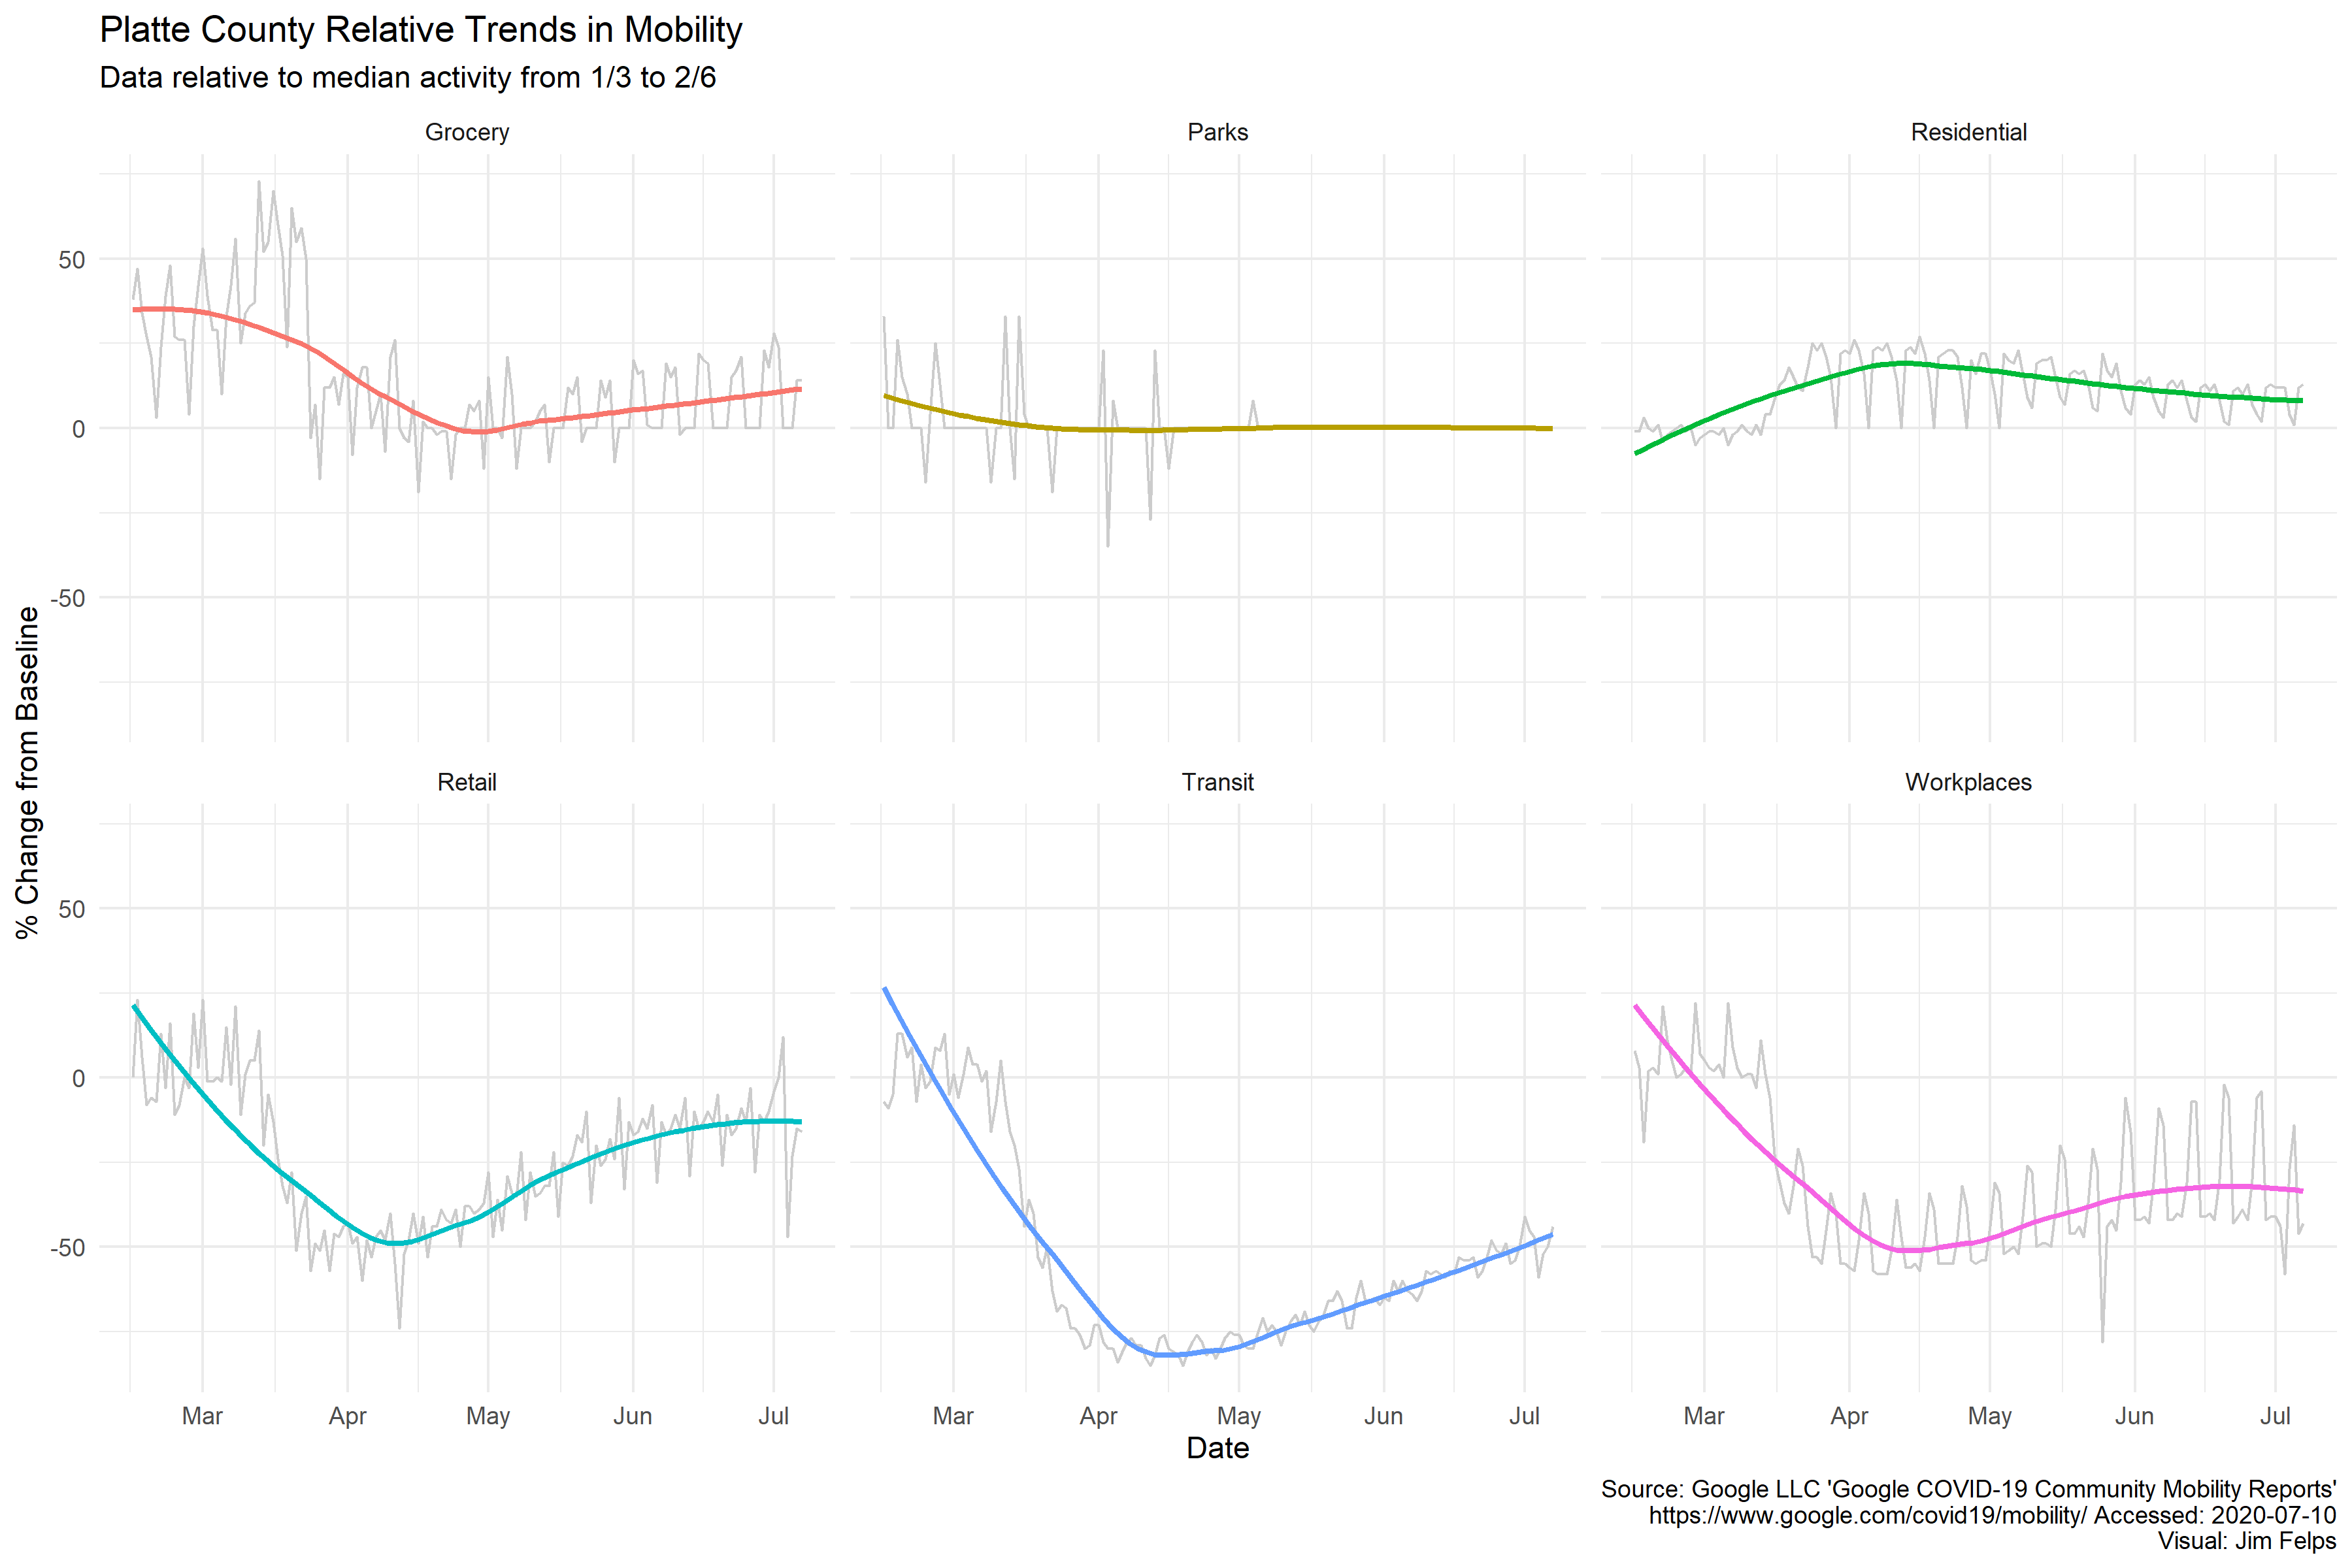 Platte County Relative Trends in Mobility
Data relative to median activity from 1/3 to 2/6
Grocery
Parks
Residential
50
0
-50
% Change from Baseline
Retail
Transit
Workplaces
50
0
-50
Mar Apr May Jun Jul
Mar Apr May Jun Jul
Mar Apr May Jun Jul
Date
Source: Google LLC 'Google COVID-19 Community Mobility Reports'
https://www.google.com/covid19/mobility/ Accessed: 2020-07-10
Visual: Jim Felps